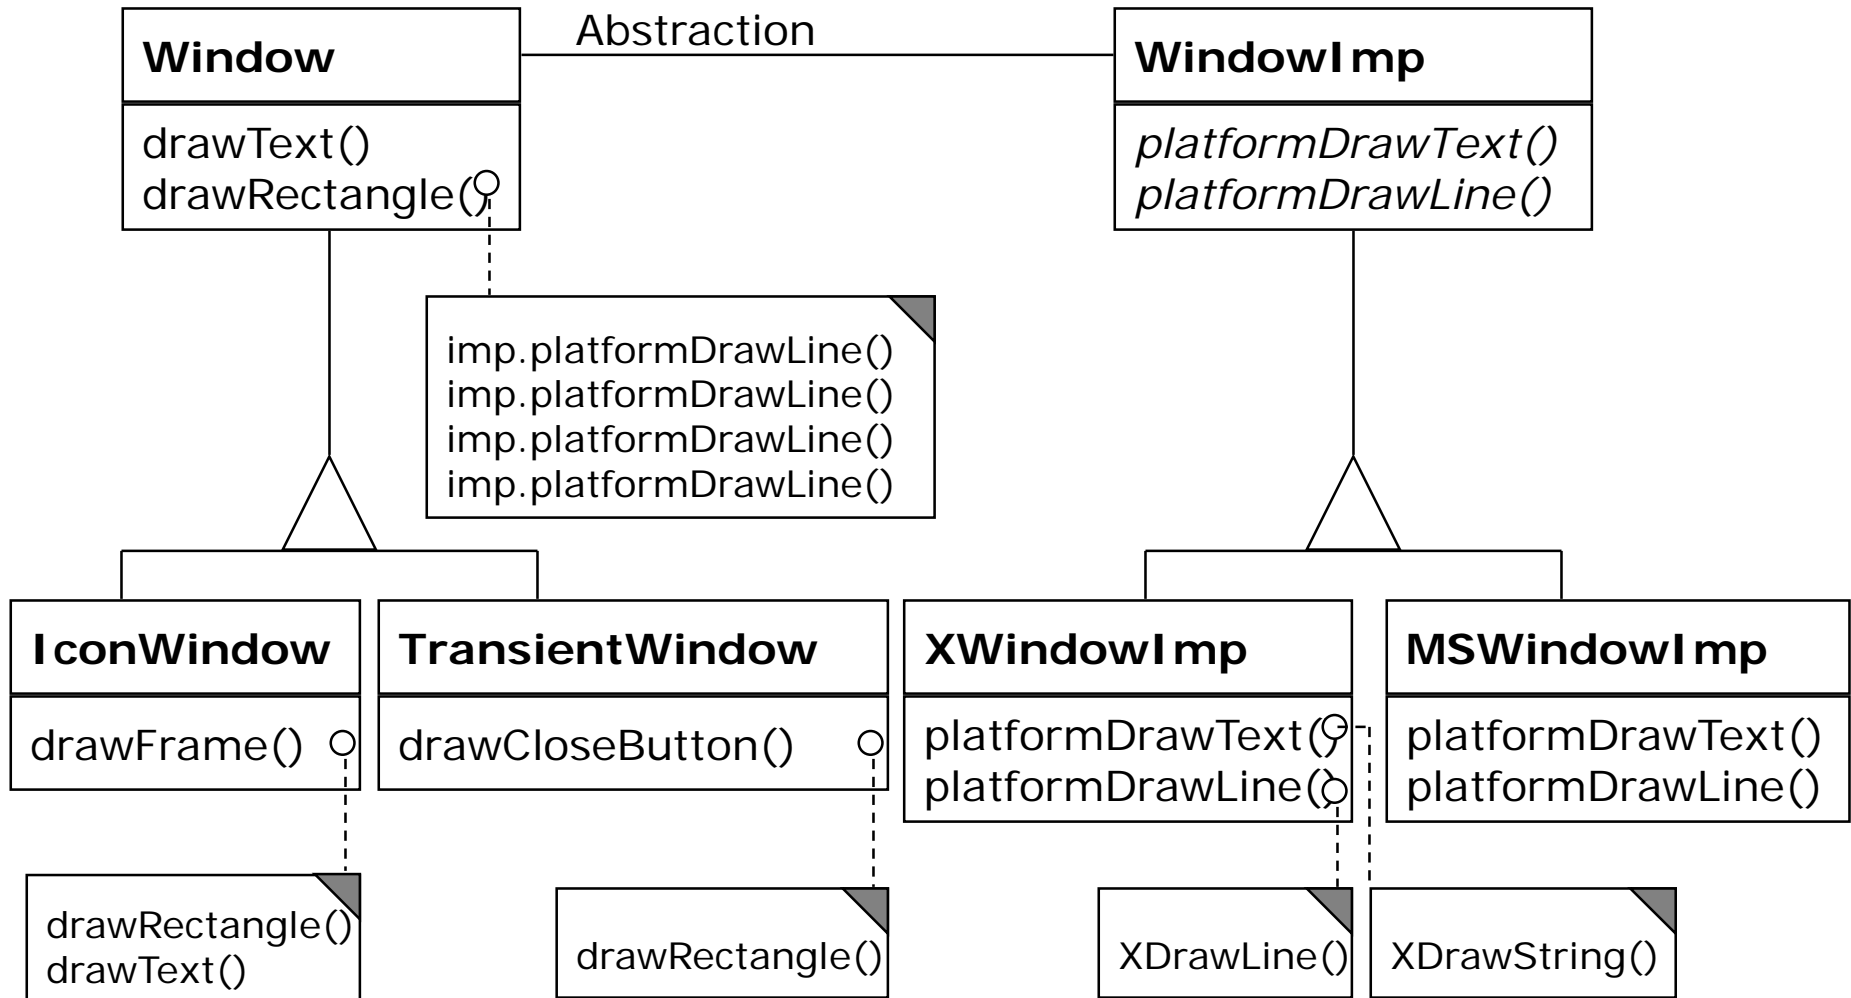 Abstraction
Window
drawText()
drawRectangle()
WindowImp
platformDrawText()
platformDrawLine()
imp.platformDrawLine()
imp.platformDrawLine()
imp.platformDrawLine()
imp.platformDrawLine()
IconWindow
drawFrame()
TransientWindow
drawCloseButton()
XWindowImp
platformDrawText()
platformDrawLine()
MSWindowImp
platformDrawText()
platformDrawLine()
drawRectangle()
drawText()
drawRectangle()
XDrawLine()
XDrawString()